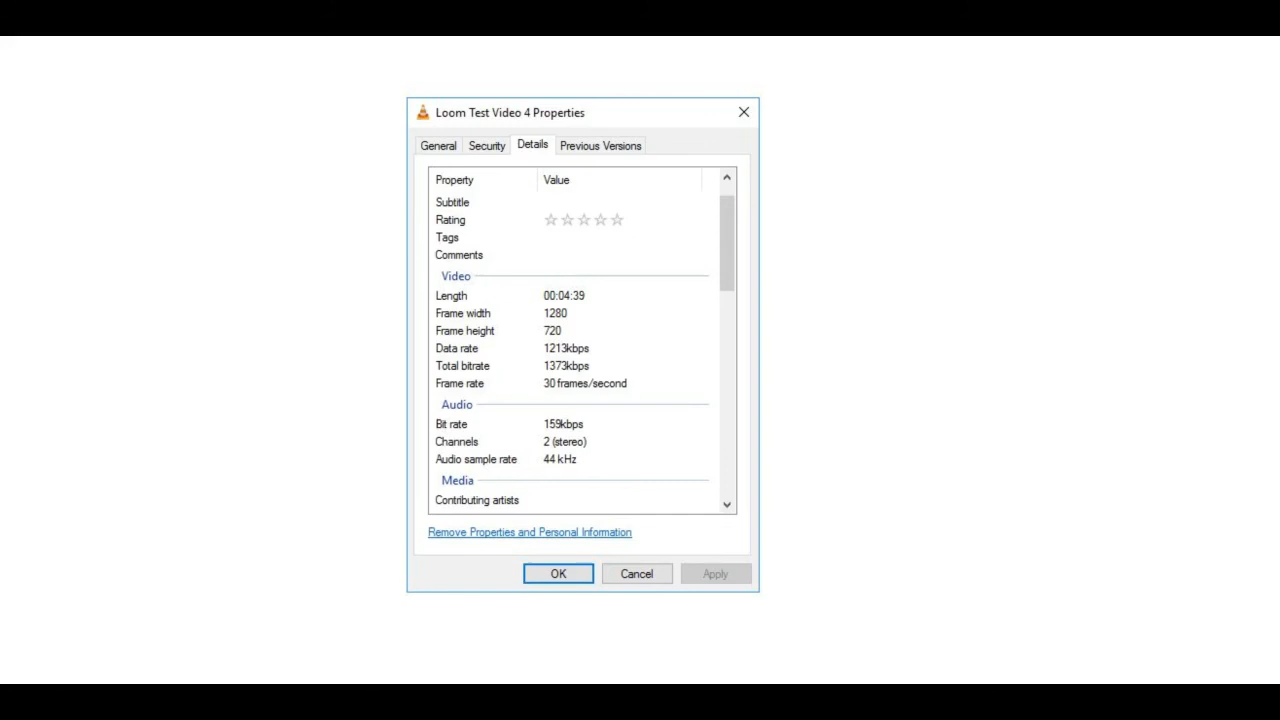 Loom Test Video 4 Properties
General Security Details Previous Versions
Property Value
Subtitle
Rating
Tags
Comments
Video
Length 00:04:39
Frame width 1280
Frame height 720
Data rate 1213kbps
Total bitrate 1373kbps
Frame rate 30 frames/second
Audio
Bit rate 159kbps
Channels 2 (stereo)
Audio sample rate 44 kHz
Media
Contributing artists
Remove Properties and Personal Information
OK Cancel Apply